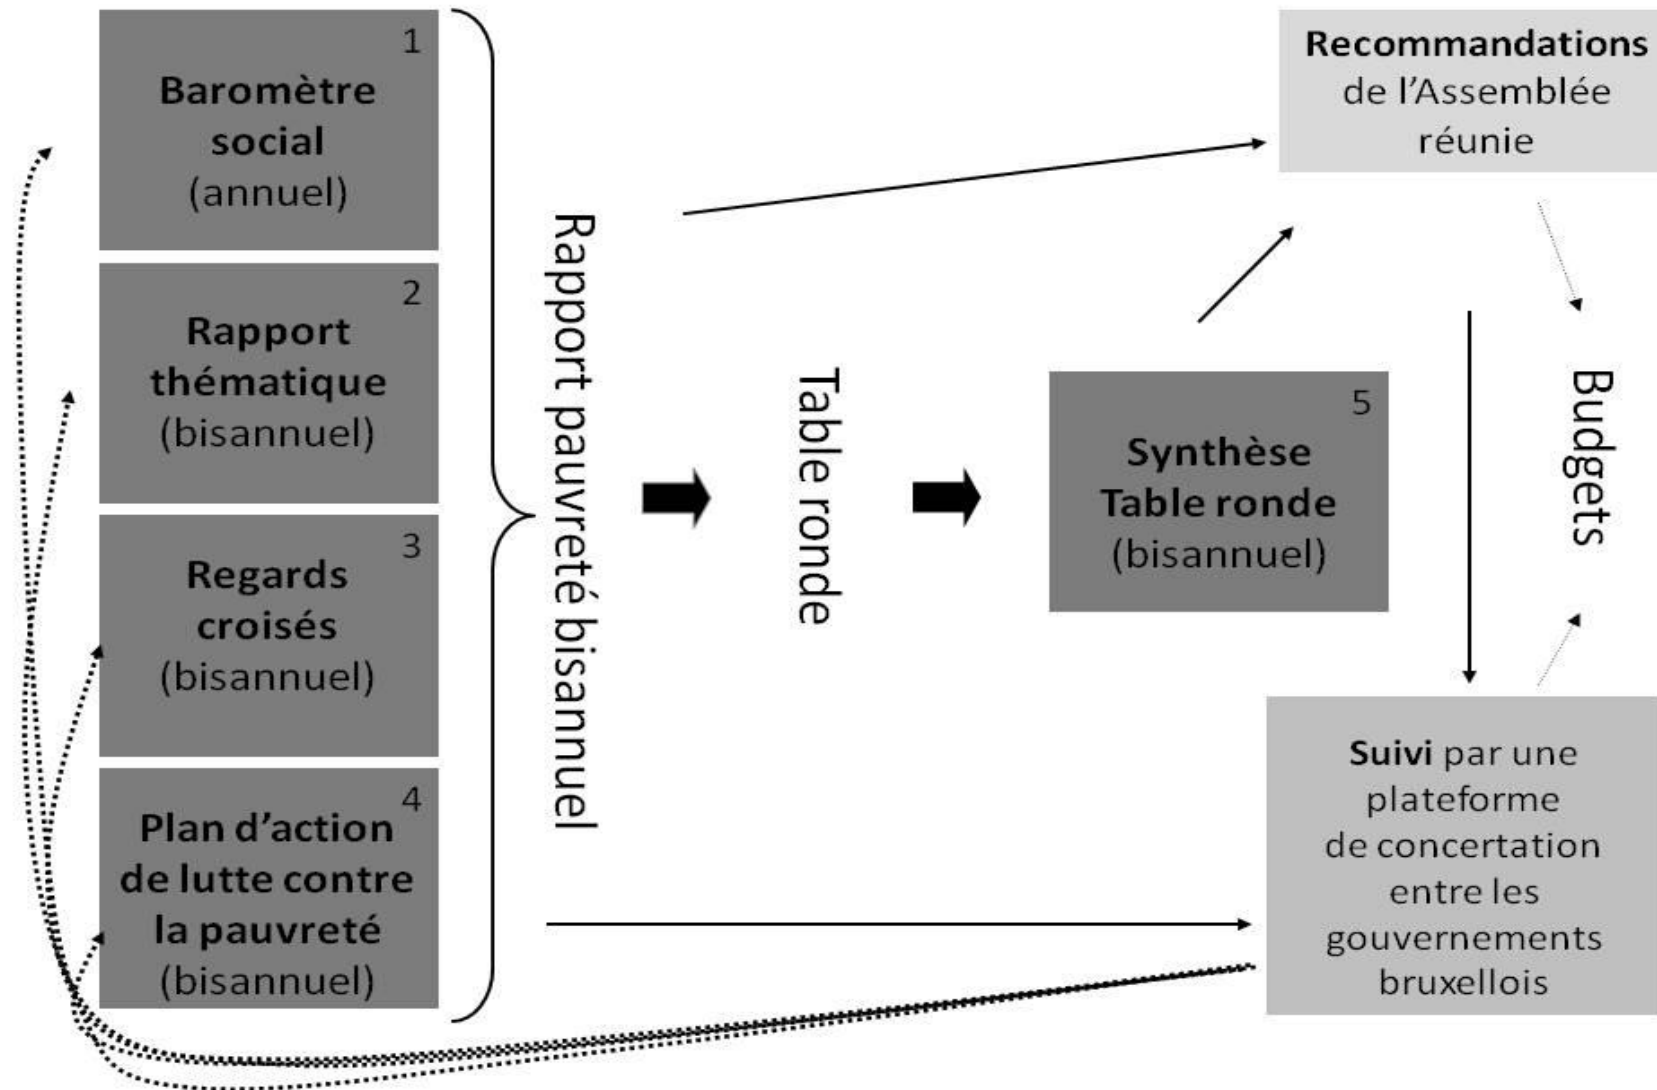 1
Baromètre
social
(annuel)
2
Rapport
thématique
(bisannuel)
3
Regards
croisés
(bisannuel)
4
Plan d’action
de lutte contre
la pauvreté
(bisannuel)
Rapport pauvreté bisannuel
Table ronde
5
Synthèse
Table ronde
(bisannuel)
Recommandations
de l’Assemblée
réunie
Budgets
Suivi par une
plateforme
de concertation
entre les
gouvernements
bruxellois